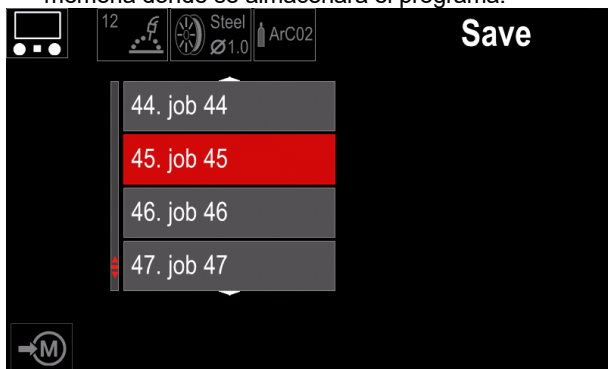 memoria donde se almacenará el programa.
12
Steel
Ø1.0
ArC02
Save
44. job 44
45. job 45
46. job 46
47. job 47
M